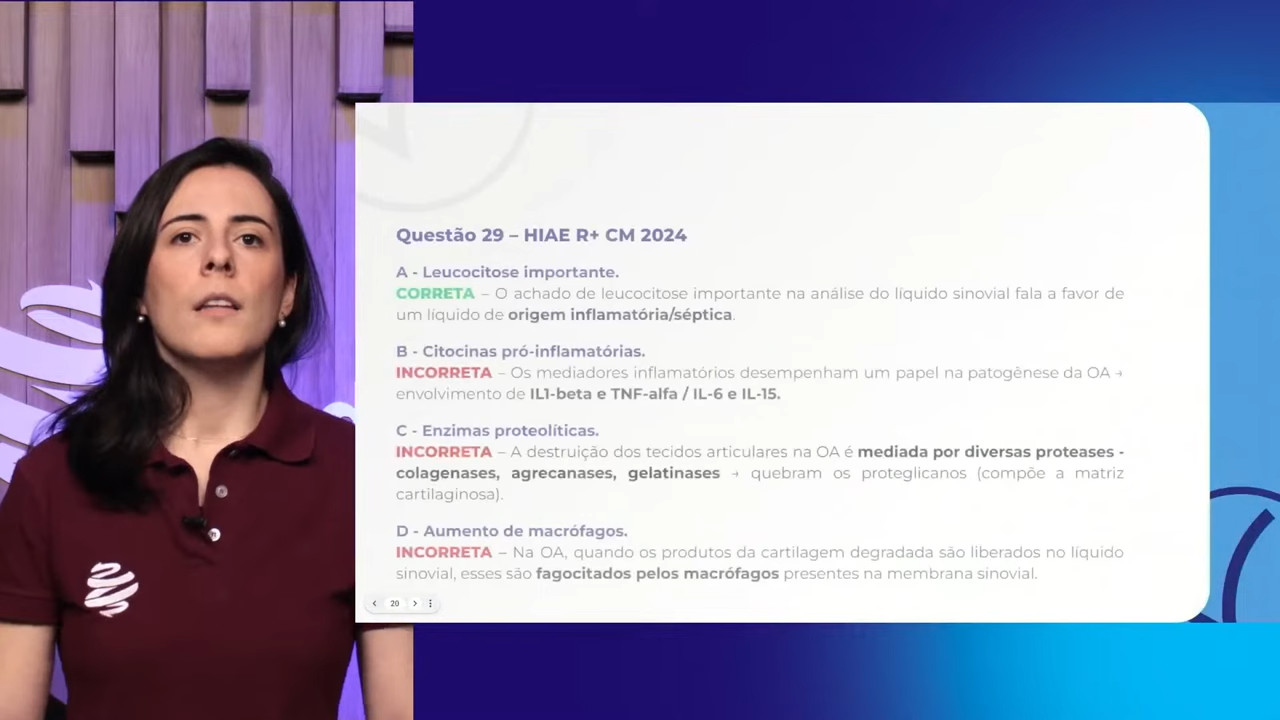 Questão 29 – HIAE R+ CM 2024
A - Leucocitose importante.
CORRETA – O achado de leucocitose importante na análise do líquido sinovial fala a favor de
um líquido de origem inflamatória/séptica.
B - Citocinas pró-inflamatórias.
INCORRETA – Os mediadores inflamatórios desempenham um papel na patogênese da OA →
envolvimento de IL1-beta e TNF-alfa / IL-6 e IL-15.
C - Enzimas proteolíticas.
INCORRETA – A destruição dos tecidos articulares na OA é mediada por diversas proteases -
colagenases, agrecanases, gelatinases → quebram os proteglicanos (compõe a matriz
cartilaginosa).
D - Aumento de macrófagos.
INCORRETA – Na OA, quando os produtos da cartilagem degradada são liberados no líquido
sinovial, esses são fagocitados pelos macrófagos presentes na membrana sinovial.
20